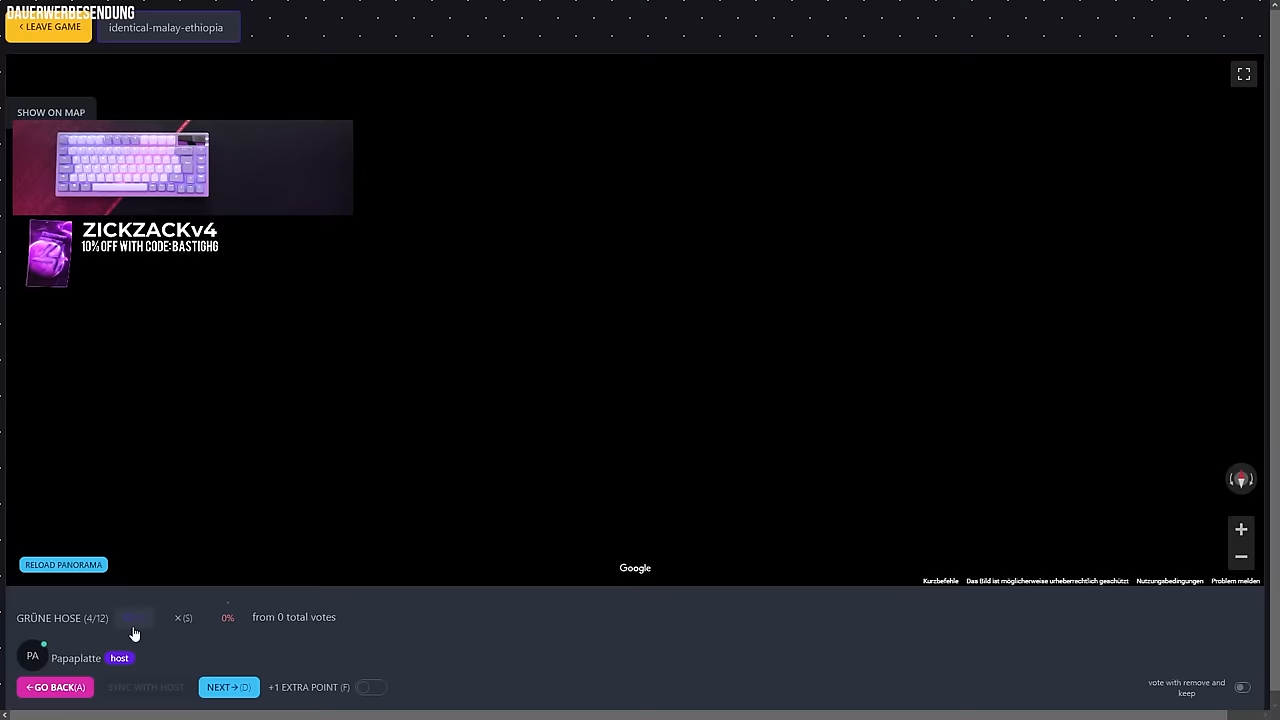 DAUERWERBESENDUNG
< LEAVE GAME
identical-malay-ethiopia
SHOW ON MAP
ZICKZACKv4
10% OFF WITH CODE:BASTIGHG
RELOAD PANORAMA
Google
Kurzbefehle Das Bild ist möglicherweise urheberrechtlich geschützt Nutzungsbedingungen Problem melden
GRÜNE HOSE (4/12)
×(S)
0%
from 0 total votes
PA
Papaplatte host
←GO BACK(A)
SYNC WITH HOST
NEXT→(D)
+1 EXTRA POINT (F)
vote with remove and
keep